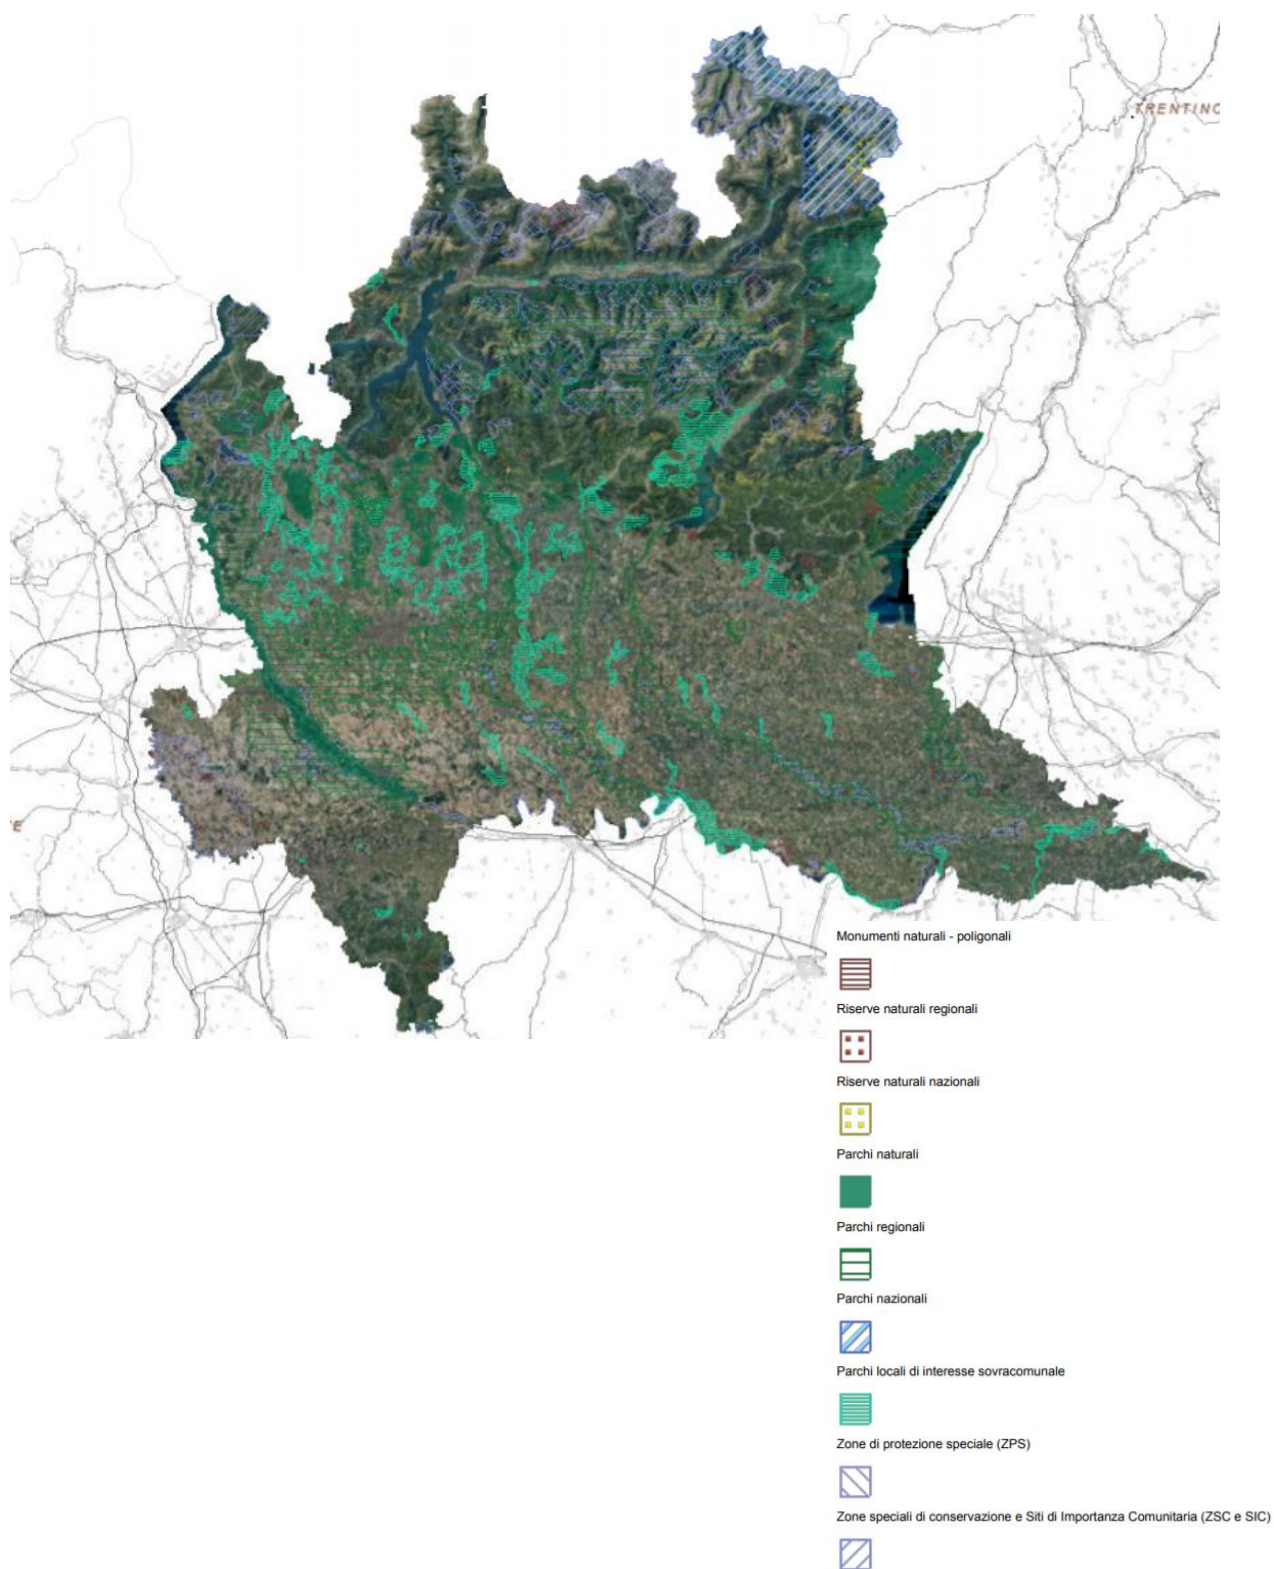 TRENTINO
E
Monumenti naturali - poligonali
Riserve naturali regionali
Riserve naturali nazionali
Parchi naturali
Parchi regionali
Parchi nazionali
Parchi locali di interesse sovracomunale
Zone di protezione speciale (ZPS)
Zone speciali di conservazione e Siti di Importanza Comunitaria (ZSC e SIC)